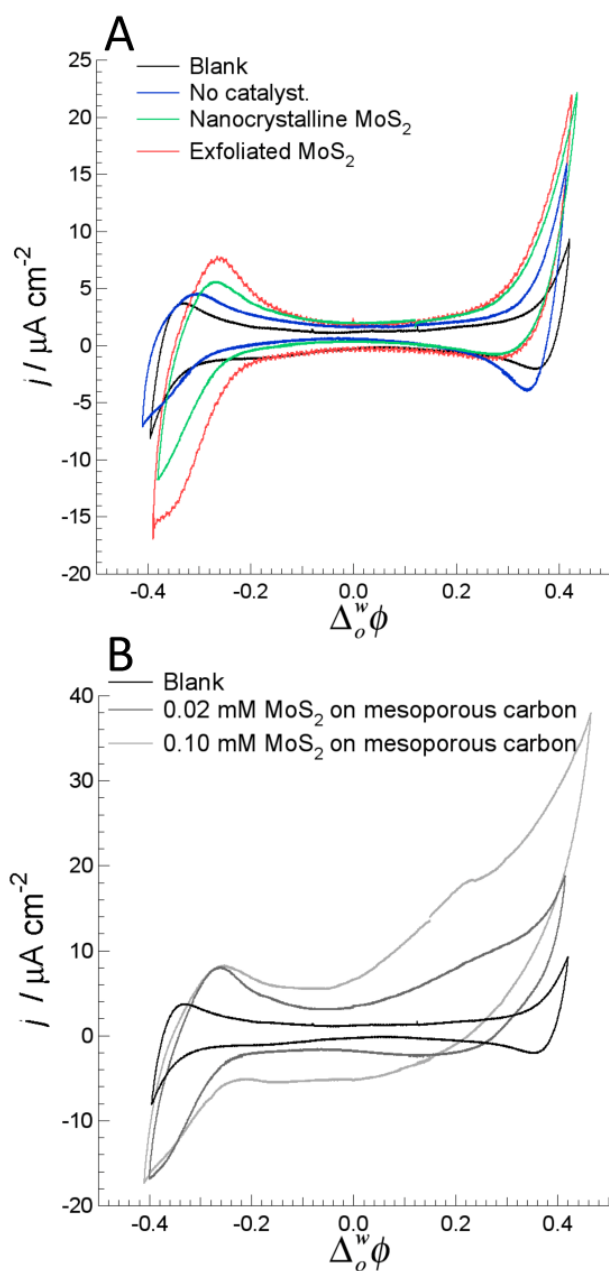 A
25
20
15
10
5
0
-5
-10
-15
-20
j / μA cm⁻²
Blank
No catalyst.
Nanocrystalline MoS₂
Exfoliated MoS₂
-0.4 -0.2 0.0 0.2 0.4
Δₒʷϕ
B
40
30
20
10
0
-10
-20
j / μA cm⁻²
Blank
0.02 mM MoS₂ on mesoporous carbon
0.10 mM MoS₂ on mesoporous carbon
-0.4 -0.2 0.0 0.2 0.4
Δₒʷϕ